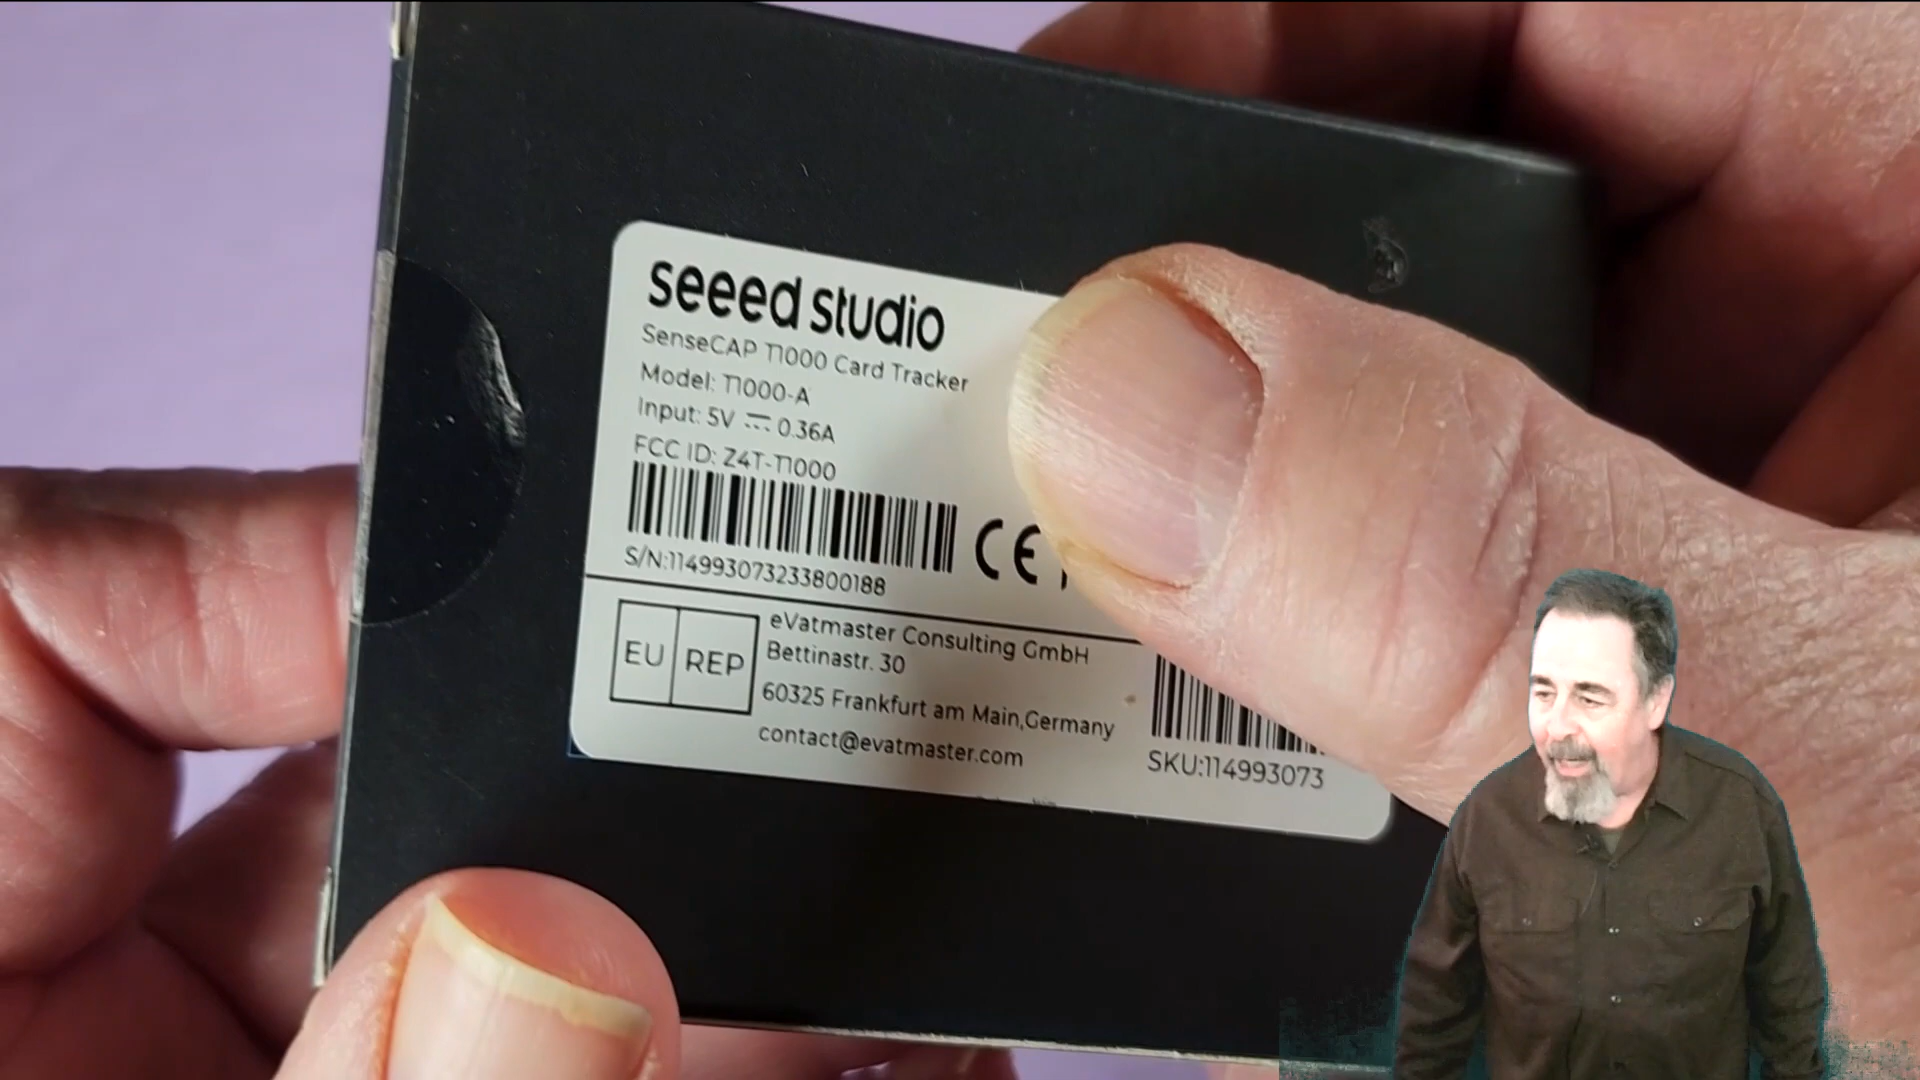 seeed studio
SenseCAP T1000 Card Tracker
Model: T1000-A
Input: 5V ⎓ 0.36A
FCC ID: Z4T-T1000
CE
S/N:114993073233800188
EU REP
eVatmaster Consulting GmbH
Bettinastr. 30
60325 Frankfurt am Main,Germany
contact@evatmaster.com
SKU:114993073